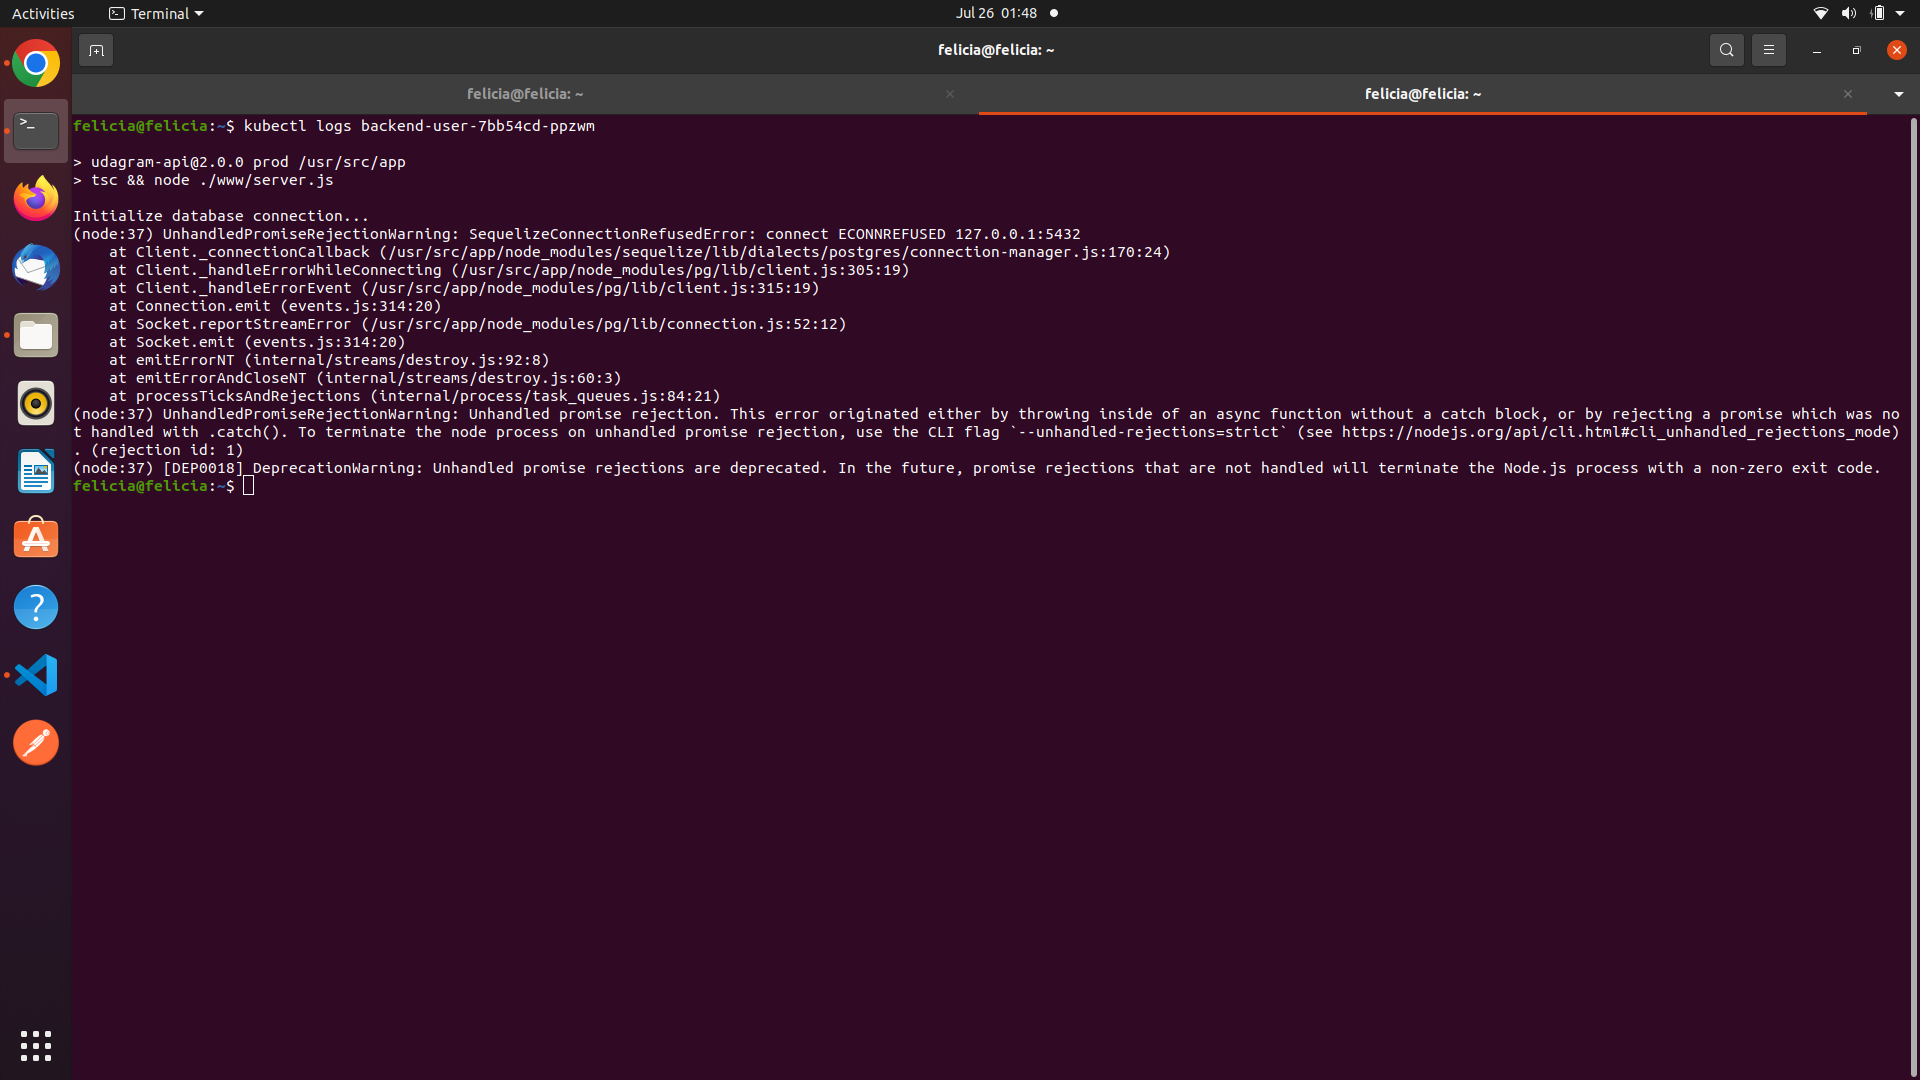 Activities Terminal Jul 26 01:48
felicia@felicia: ~
felicia@felicia: ~ felicia@felicia: ~
felicia@felicia:~$ kubectl logs backend-user-7bb54cd-ppzwm
> udagram-api@2.0.0 prod /usr/src/app
> tsc && node ./www/server.js
Initialize database connection...
(node:37) UnhandledPromiseRejectionWarning: SequelizeConnectionRefusedError: connect ECONNREFUSED 127.0.0.1:5432
    at Client._connectionCallback (/usr/src/app/node_modules/sequelize/lib/dialects/postgres/connection-manager.js:170:24)
    at Client._handleErrorWhileConnecting (/usr/src/app/node_modules/pg/lib/client.js:305:19)
    at Client._handleErrorEvent (/usr/src/app/node_modules/pg/lib/client.js:315:19)
    at Connection.emit (events.js:314:20)
    at Socket.reportStreamError (/usr/src/app/node_modules/pg/lib/connection.js:52:12)
    at Socket.emit (events.js:314:20)
    at emitErrorNT (internal/streams/destroy.js:92:8)
    at emitErrorAndCloseNT (internal/streams/destroy.js:60:3)
    at processTicksAndRejections (internal/process/task_queues.js:84:21)
(node:37) UnhandledPromiseRejectionWarning: Unhandled promise rejection. This error originated either by throwing inside of an async function without a catch block, or by rejecting a promise which was no
t handled with .catch(). To terminate the node process on unhandled promise rejection, use the CLI flag `--unhandled-rejections=strict` (see https://nodejs.org/api/cli.html#cli_unhandled_rejections_mode)
. (rejection id: 1)
(node:37) [DEP0018] DeprecationWarning: Unhandled promise rejections are deprecated. In the future, promise rejections that are not handled will terminate the Node.js process with a non-zero exit code.
felicia@felicia:~$